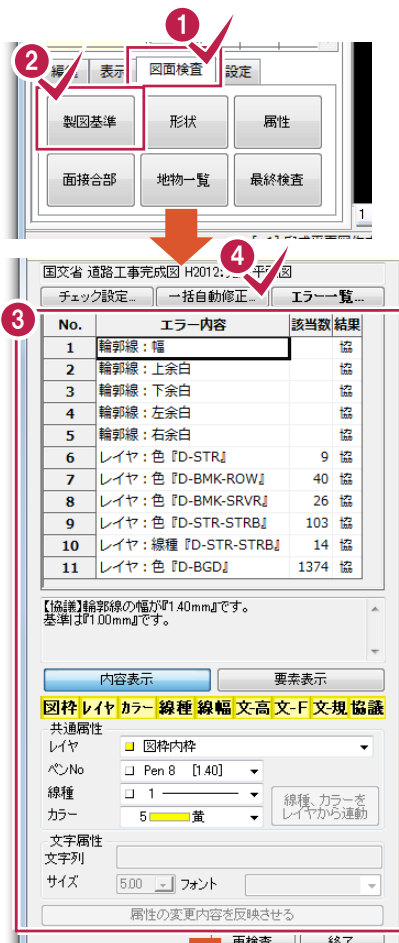 1
2
編集 表示 図面検査 設定
製図基準 形状 属性
面接合部 地物一覧 最終検査
1
4
国交省 道路工事完成図 H2012:
チェック設定... 一括自動修正... エラー一覧...
3
No. エラー内容 該当数 結果
1 輪郭線：幅 協
2 輪郭線：上余白 協
3 輪郭線：下余白 協
4 輪郭線：左余白 協
5 輪郭線：右余白 協
6 レイヤ：色『D-STR』 9 協
7 レイヤ：色『D-BMK-ROW』 40 協
8 レイヤ：色『D-BMK-SRVR』 26 協
9 レイヤ：色『D-STR-STRB』 103 協
10 レイヤ：線種『D-STR-STRB』 14 協
11 レイヤ：色『D-BGD』 1374 協
【協議】輪郭線の幅が『1.40mm』です。
基準は『1.00mm』です。
内容表示 要素表示
図枠 レイヤ カラー 線種 線幅 文-高 文-F 文-規 協議
共通属性
レイヤ 図枠内枠
ペンNo Pen 8 [1.40]
線種 1
カラー 5 黄
線種、カラーを
レイヤから連動
文字属性
文字列
サイズ 5.00 フォント
属性の変更内容を反映させる
再検査 終了